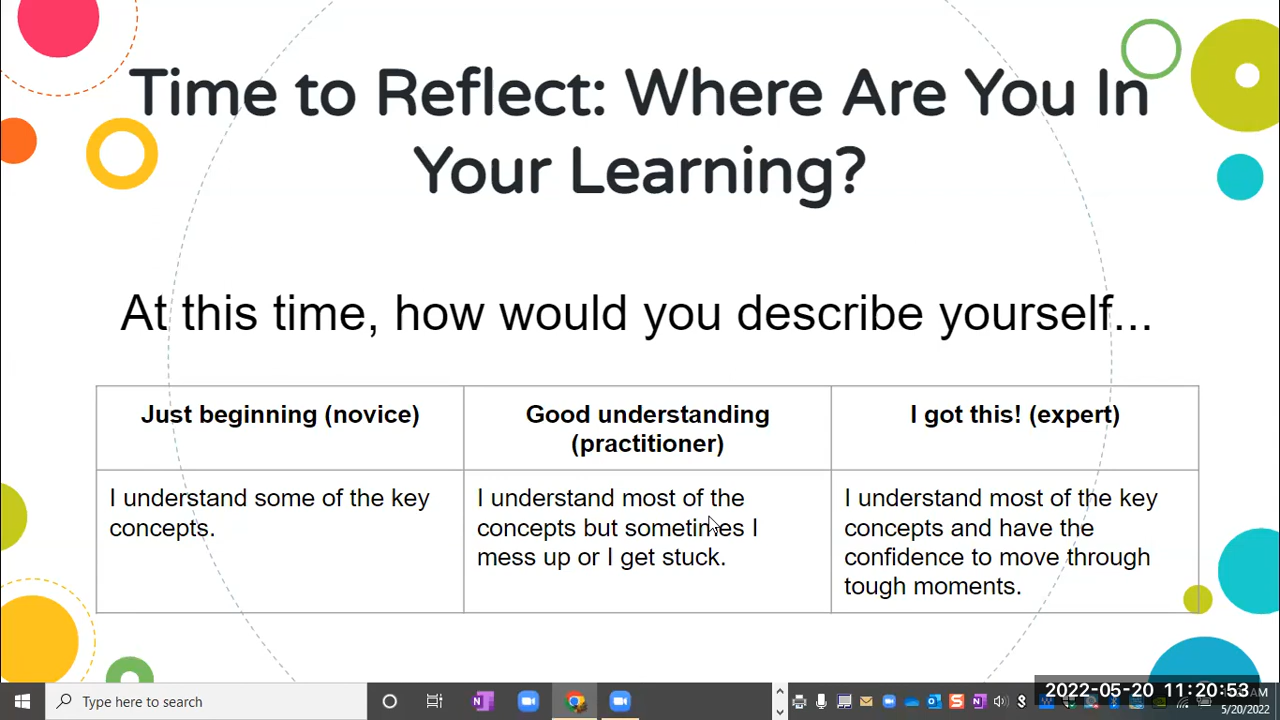 Time to Reflect: Where Are You In
Your Learning?
At this time, how would you describe yourself...
Just beginning (novice)
Good understanding
(practitioner)
I got this! (expert)
I understand some of the key
concepts.
I understand most of the
concepts but sometimes I
mess up or I get stuck.
I understand most of the key
concepts and have the
confidence to move through
tough moments.
Type here to search
2022-05-20 11:20:53
5/20/2022